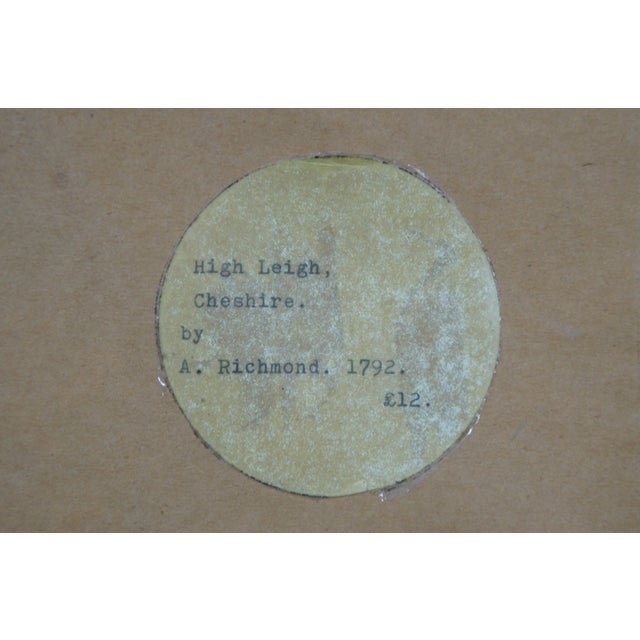 High Leigh,
Cheshire.
by
A. Richmond. 1792.
£12.